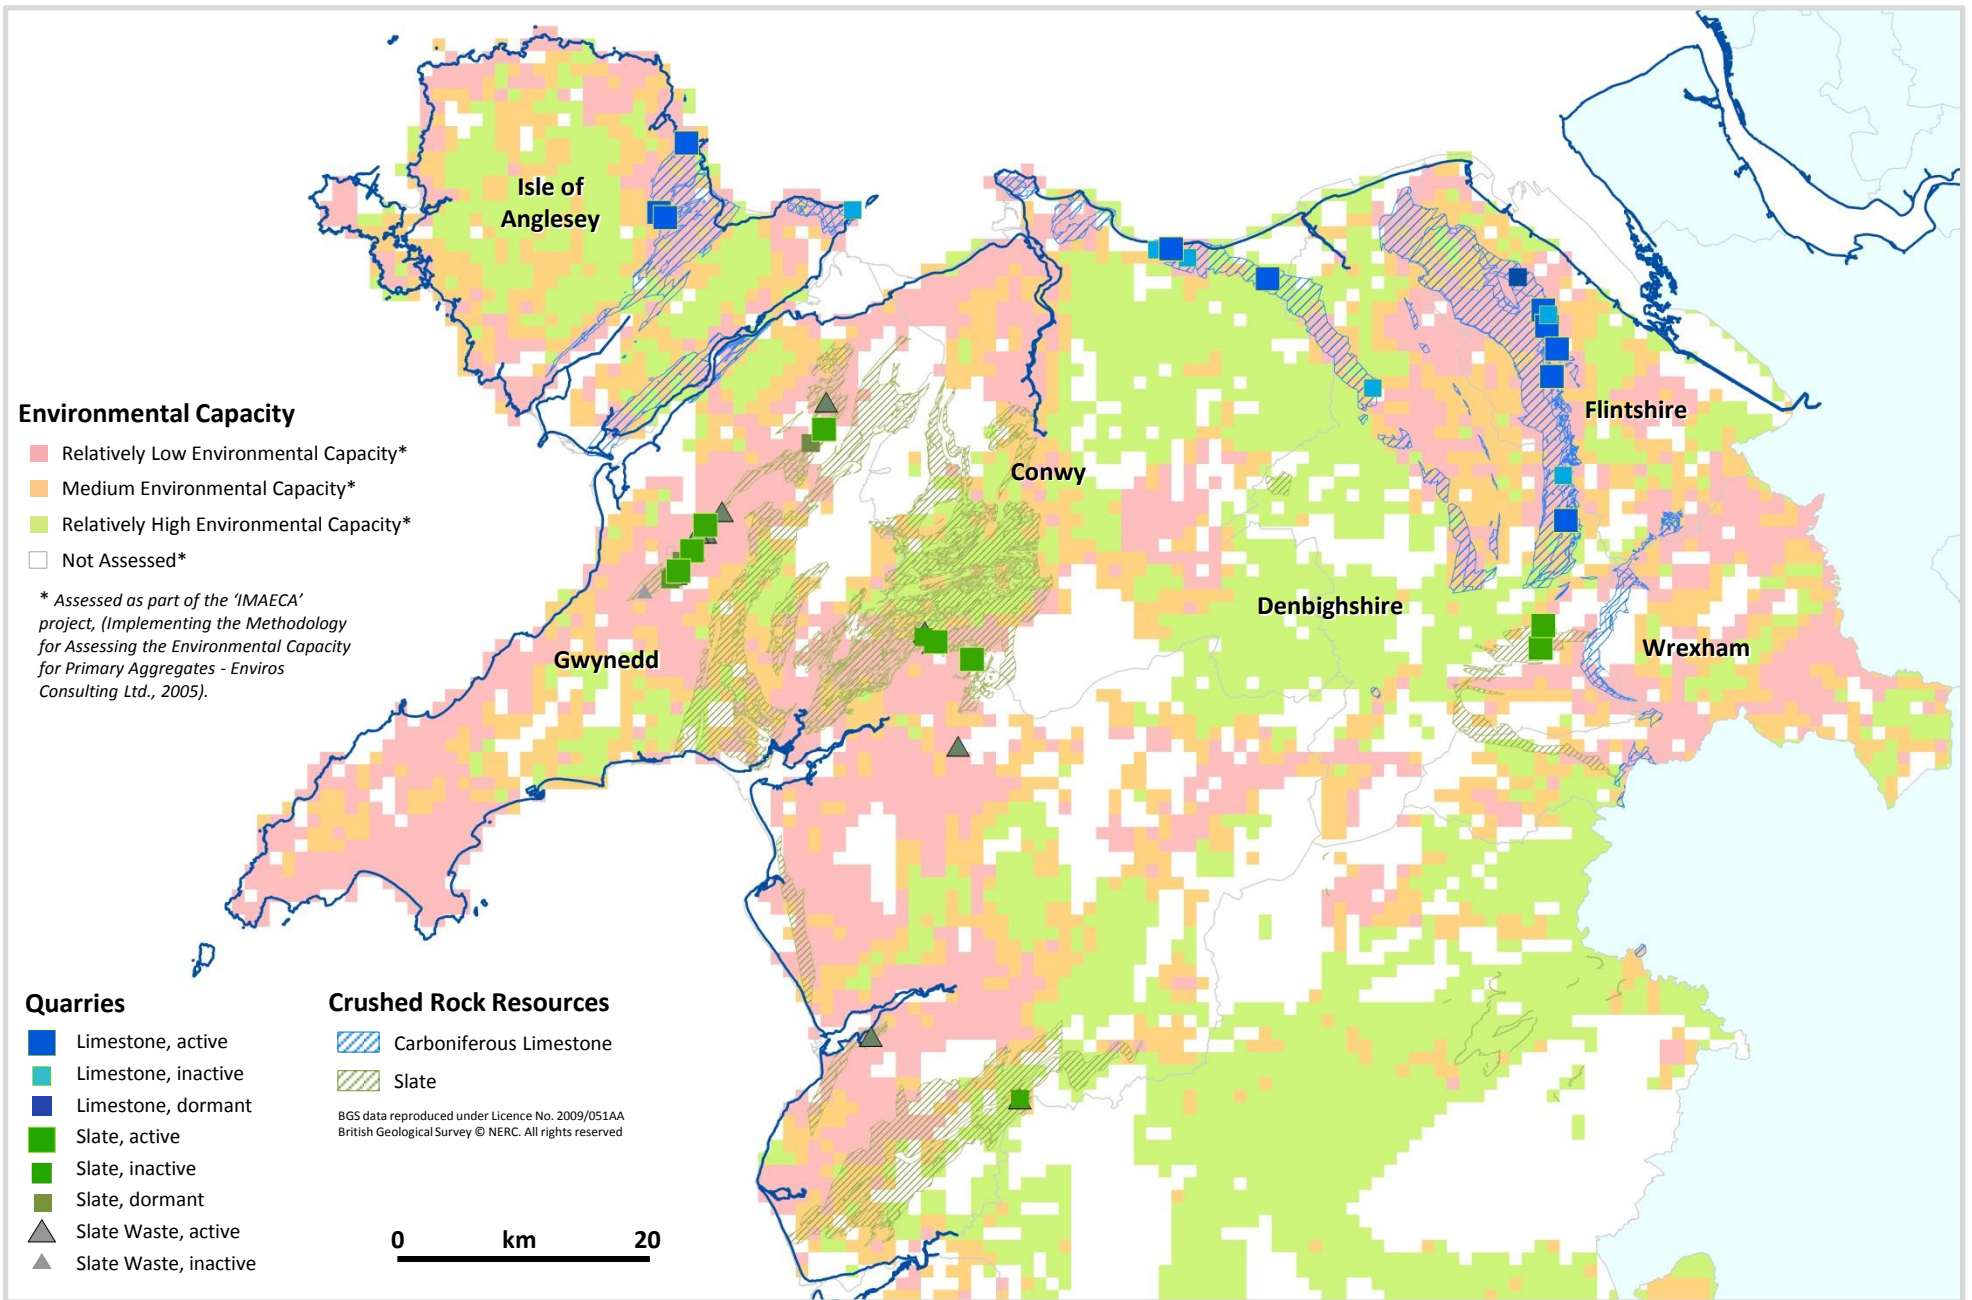 Isle of
Anglesey
Environmental Capacity
Relatively Low Environmental Capacity*
Medium Environmental Capacity*
Relatively High Environmental Capacity*
Not Assessed*
* Assessed as part of the ‘IMAECA’
project, (Implementing the Methodology
for Assessing the Environmental Capacity
for Primary Aggregates - Enviros
Consulting Ltd., 2005).
Flintshire
Conwy
Denbighshire
Gwynedd
Wrexham
Quarries
Limestone, active
Limestone, inactive
Limestone, dormant
Slate, active
Slate, inactive
Slate, dormant
Slate Waste, active
Slate Waste, inactive
Crushed Rock Resources
Carboniferous Limestone
Slate
BGS data reproduced under Licence No. 2009/051AA
British Geological Survey © NERC. All rights reserved
0 km 20